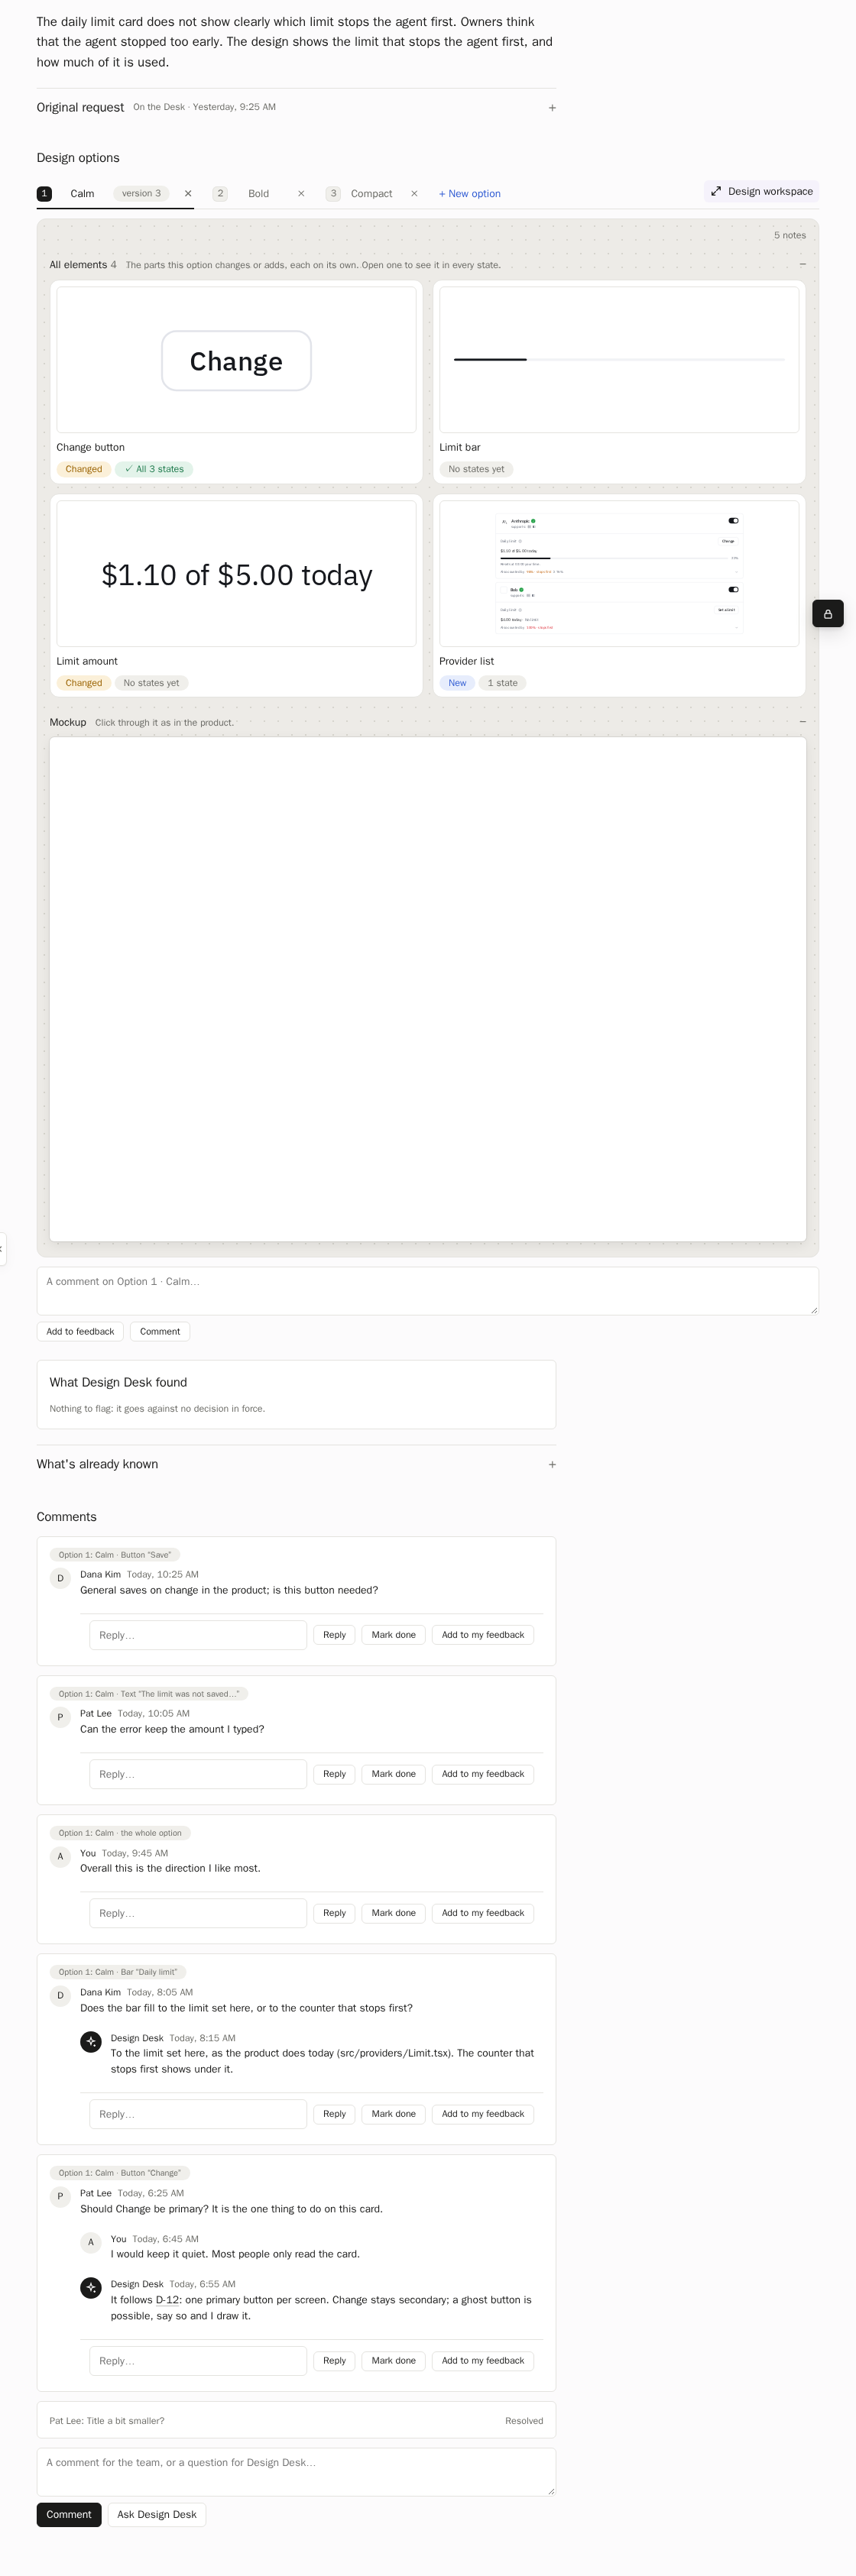 The daily limit card does not show clearly which limit stops the agent first. Owners think
that the agent stopped too early. The design shows the limit that stops the agent first, and
how much of it is used.
Original request On the Desk · Yesterday, 9:25 AM +
Design options
1 Calm version 3 × 2 Bold × 3 Compact × + New option Design workspace
5 notes
All elements 4 The parts this option changes or adds, each on its own. Open one to see it in every state. −
Change
Change button
Changed ✓ All 3 states
Limit bar
No states yet
$1.10 of $5.00 today
Limit amount
Changed No states yet
Anthropic
Daily limit
Change
$1.10 of $5.00 today
Bob
Daily limit
$3.00 today
Provider list
New 1 state
Mockup Click through it as in the product. −
A comment on Option 1 · Calm...
Add to feedback Comment
What Design Desk found
Nothing to flag: it goes against no decision in force.
What's already known +
Comments
Option 1: Calm · Button "Save"
D Dana Kim Today, 10:25 AM
General saves on change in the product; is this button needed?
Reply... Reply Mark done Add to my feedback
Option 1: Calm · Text "The limit was not saved..."
P Pat Lee Today, 10:05 AM
Can the error keep the amount I typed?
Reply... Reply Mark done Add to my feedback
Option 1: Calm · the whole option
A You Today, 9:45 AM
Overall this is the direction I like most.
Reply... Reply Mark done Add to my feedback
Option 1: Calm · Bar "Daily limit"
D Dana Kim Today, 8:05 AM
Does the bar fill to the limit set here, or to the counter that stops first?
Design Desk Today, 8:15 AM
To the limit set here, as the product does today (src/providers/Limit.tsx). The counter that
stops first shows under it.
Reply... Reply Mark done Add to my feedback
Option 1: Calm · Button "Change"
P Pat Lee Today, 6:25 AM
Should Change be primary? It is the one thing to do on this card.
A You Today, 6:45 AM
I would keep it quiet. Most people only read the card.
Design Desk Today, 6:55 AM
It follows D-12: one primary button per screen. Change stays secondary; a ghost button is
possible, say so and I draw it.
Reply... Reply Mark done Add to my feedback
Pat Lee: Title a bit smaller? Resolved
A comment for the team, or a question for Design Desk...
Comment Ask Design Desk